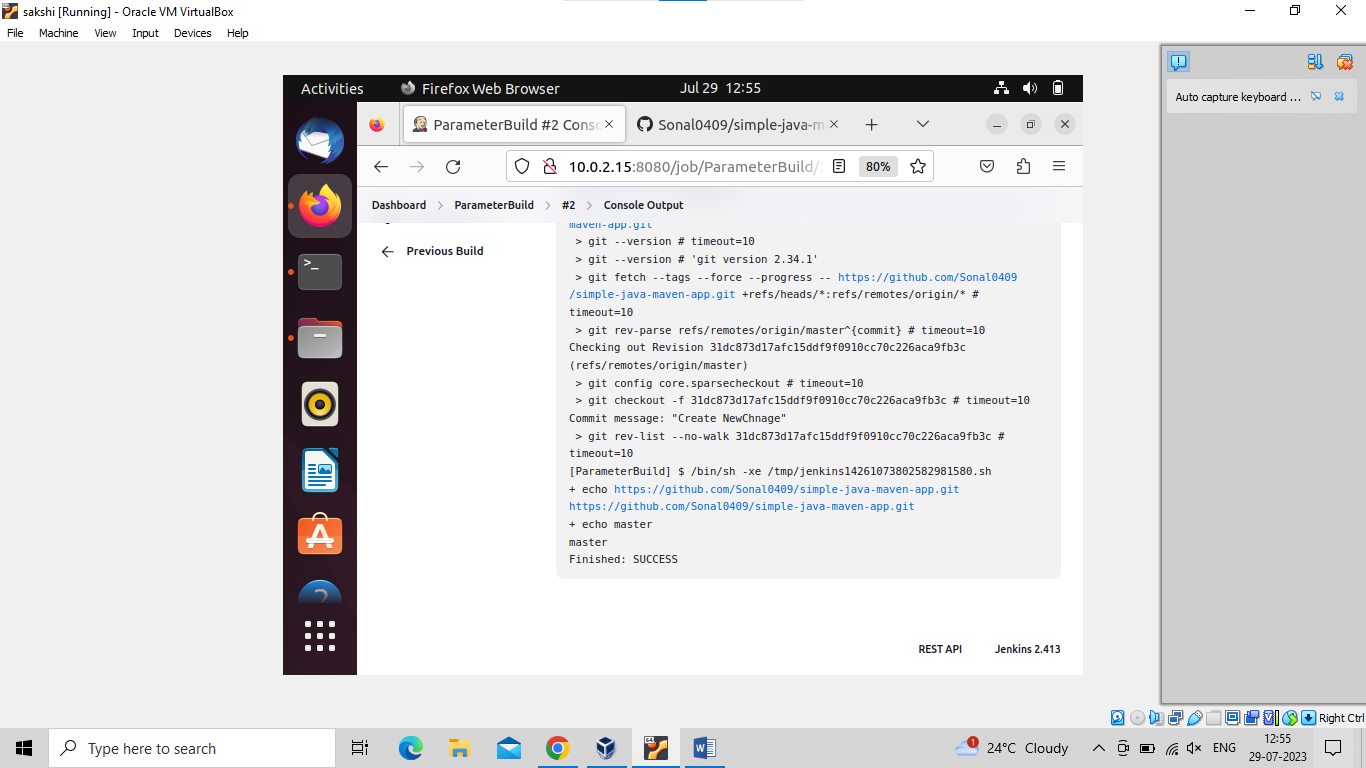 sakshi [Running] - Oracle VM VirtualBox
File Machine View Input Devices Help
Auto capture keyboard ...
Activities Firefox Web Browser Jul 29 12:55
ParameterBuild #2 Conso Sonal0409/simple-java-m
10.0.2.15:8080/job/ParameterBuild/ 80%
Dashboard ParameterBuild #2 Console Output
Previous Build
maven-app.git
> git --version # timeout=10
> git --version # 'git version 2.34.1'
> git fetch --tags --force --progress -- https://github.com/Sonal0409
/simple-java-maven-app.git +refs/heads/*:refs/remotes/origin/* #
timeout=10
> git rev-parse refs/remotes/origin/master^{commit} # timeout=10
Checking out Revision 31dc873d17afc15ddf9f0910cc70c226aca9fb3c
(refs/remotes/origin/master)
> git config core.sparsecheckout # timeout=10
> git checkout -f 31dc873d17afc15ddf9f0910cc70c226aca9fb3c # timeout=10
Commit message: "Create NewChnage"
> git rev-list --no-walk 31dc873d17afc15ddf9f0910cc70c226aca9fb3c #
timeout=10
[ParameterBuild] $ /bin/sh -xe /tmp/jenkins14261073802582981580.sh
+ echo https://github.com/Sonal0409/simple-java-maven-app.git
https://github.com/Sonal0409/simple-java-maven-app.git
+ echo master
master
Finished: SUCCESS
REST API Jenkins 2.413
Right Ctrl
Type here to search
1 24°C Cloudy ENG 12:55
29-07-2023